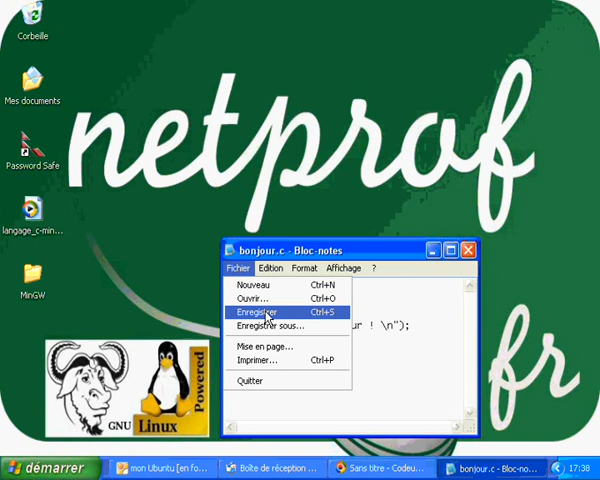 Corbeille
Mes documents
Password Safe
langage_c-min...
MinGW
netprof
fr
GNU
Linux
Powered
bonjour.c - Bloc-notes
Fichier Edition Format Affichage ?
Nouveau Ctrl+N
Ouvrir... Ctrl+O
Enregistrer Ctrl+S
Enregistrer sous...
Mise en page...
Imprimer... Ctrl+P
Quitter
ur ! \n");
démarrer
mon Ubuntu [en fo...
Boîte de réception ...
Sans titre - Codeu...
bonjour.c - Bloc-no...
17:38